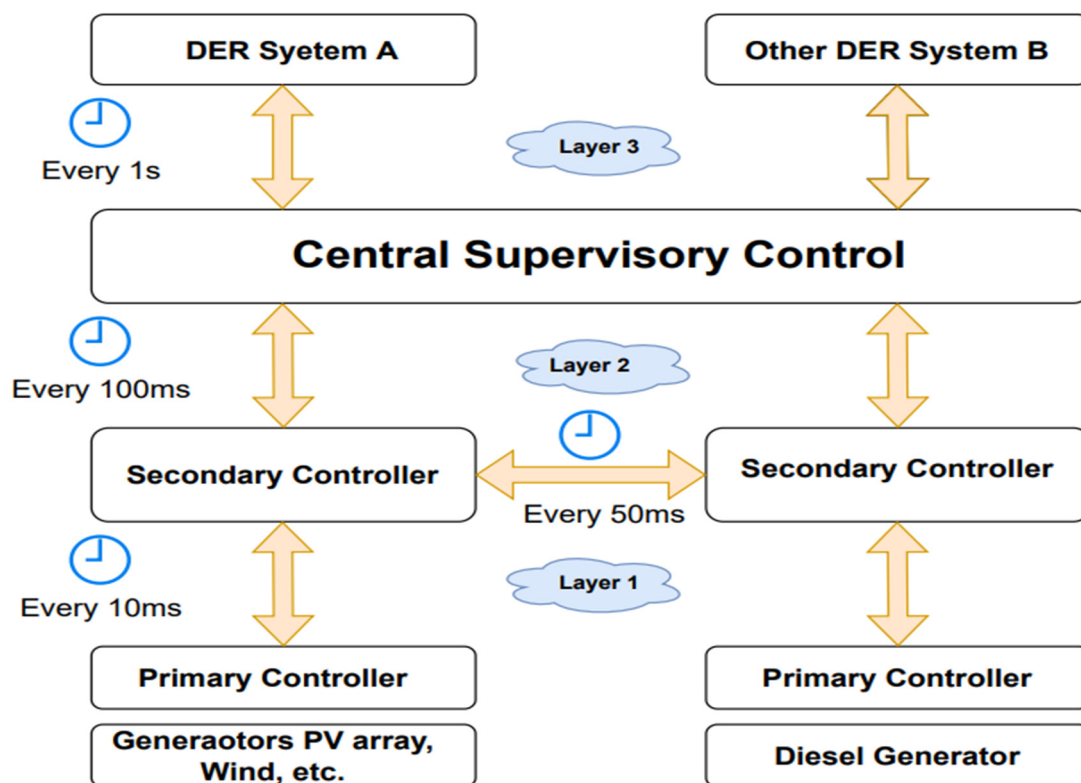 DER Syetem A
Other DER System B
Every 1s
Layer 3
Central Supervisory Control
Every 100ms
Layer 2
Secondary Controller
Secondary Controller
Every 50ms
Every 10ms
Layer 1
Primary Controller
Primary Controller
Generaotors PV array,
Wind, etc.
Diesel Generator